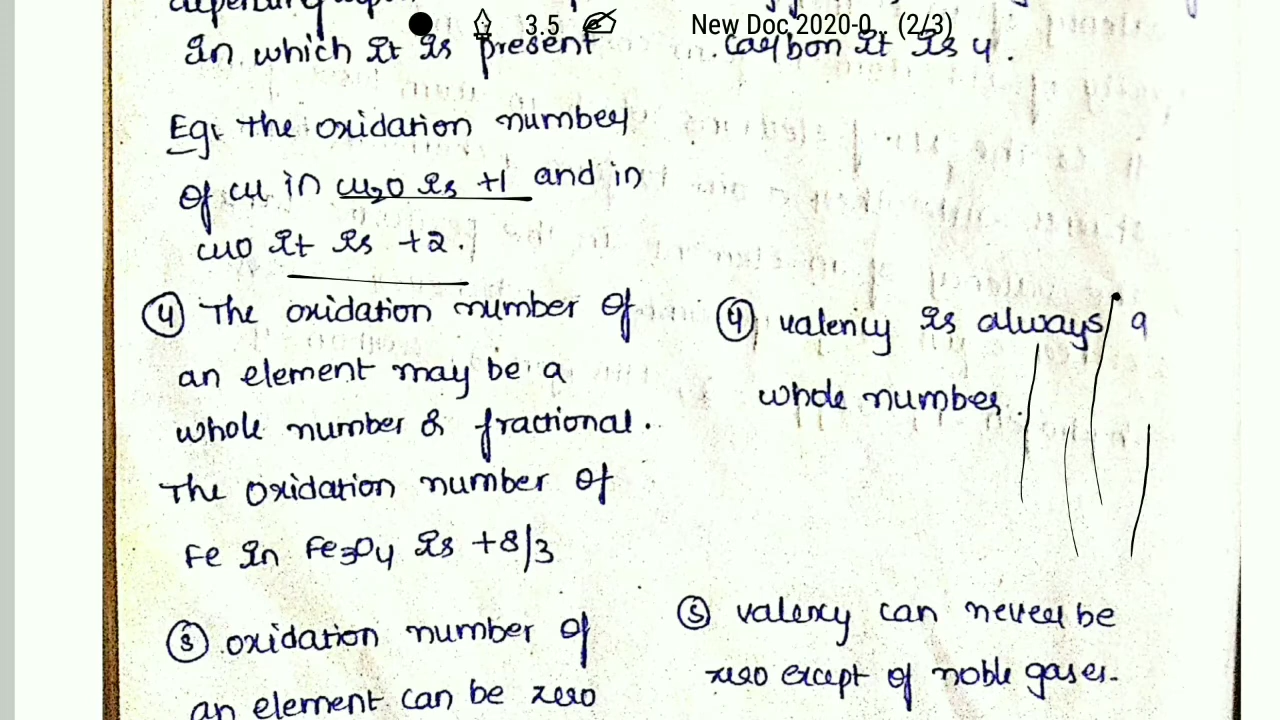 3.5 New Doc 2020-0... (2/3)
in which it is present
Eg: the oxidation number
of cu in cu₂O is +1 and in
cuo it is +2.
④ The oxidation number of
an element may be a
whole number & fractional.
The oxidation number of
Fe in Fe₃O₄ is +8/3
⑤ oxidation number of
an element can be zero
carbon it is 4.
④ valency is always a
whole number.
⑤ valency can never be
zero except of noble gases.